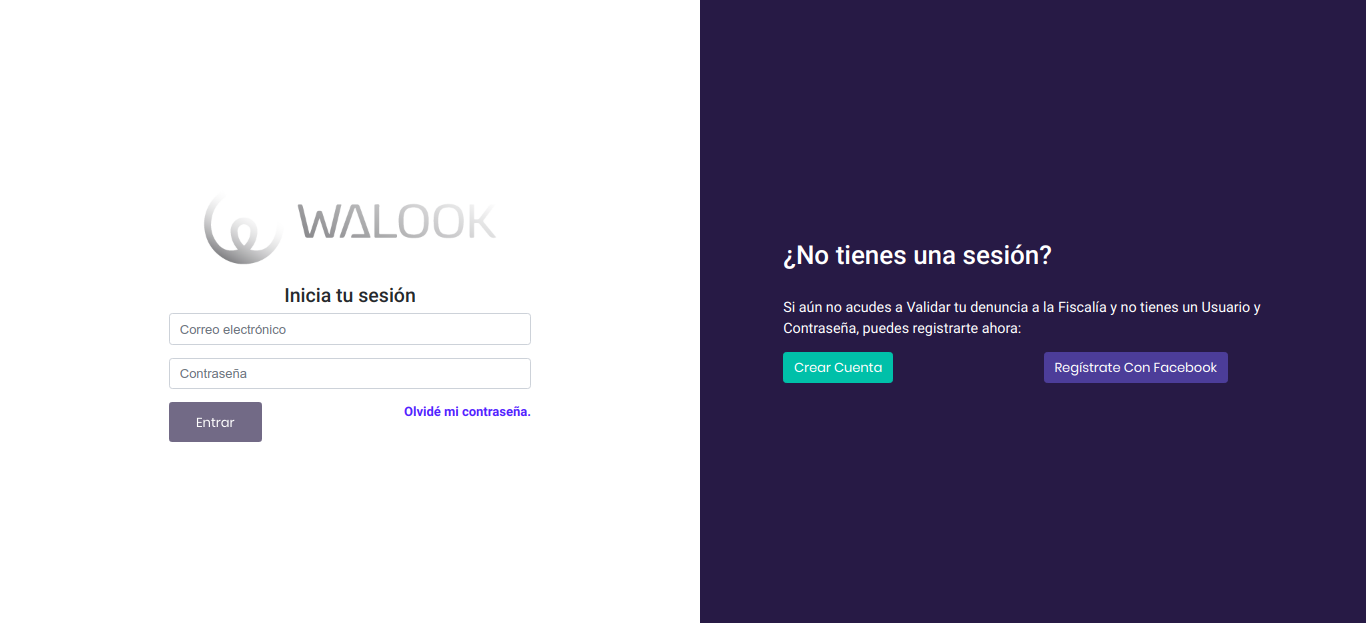 WALOOK
Inicia tu sesión
Correo electrónico
Contraseña
Entrar
Olvidé mi contraseña.
¿No tienes una sesión?
Si aún no acudes a Validar tu denuncia a la Fiscalía y no tienes un Usuario y
Contraseña, puedes registrarte ahora:
Crear Cuenta
Regístrate Con Facebook